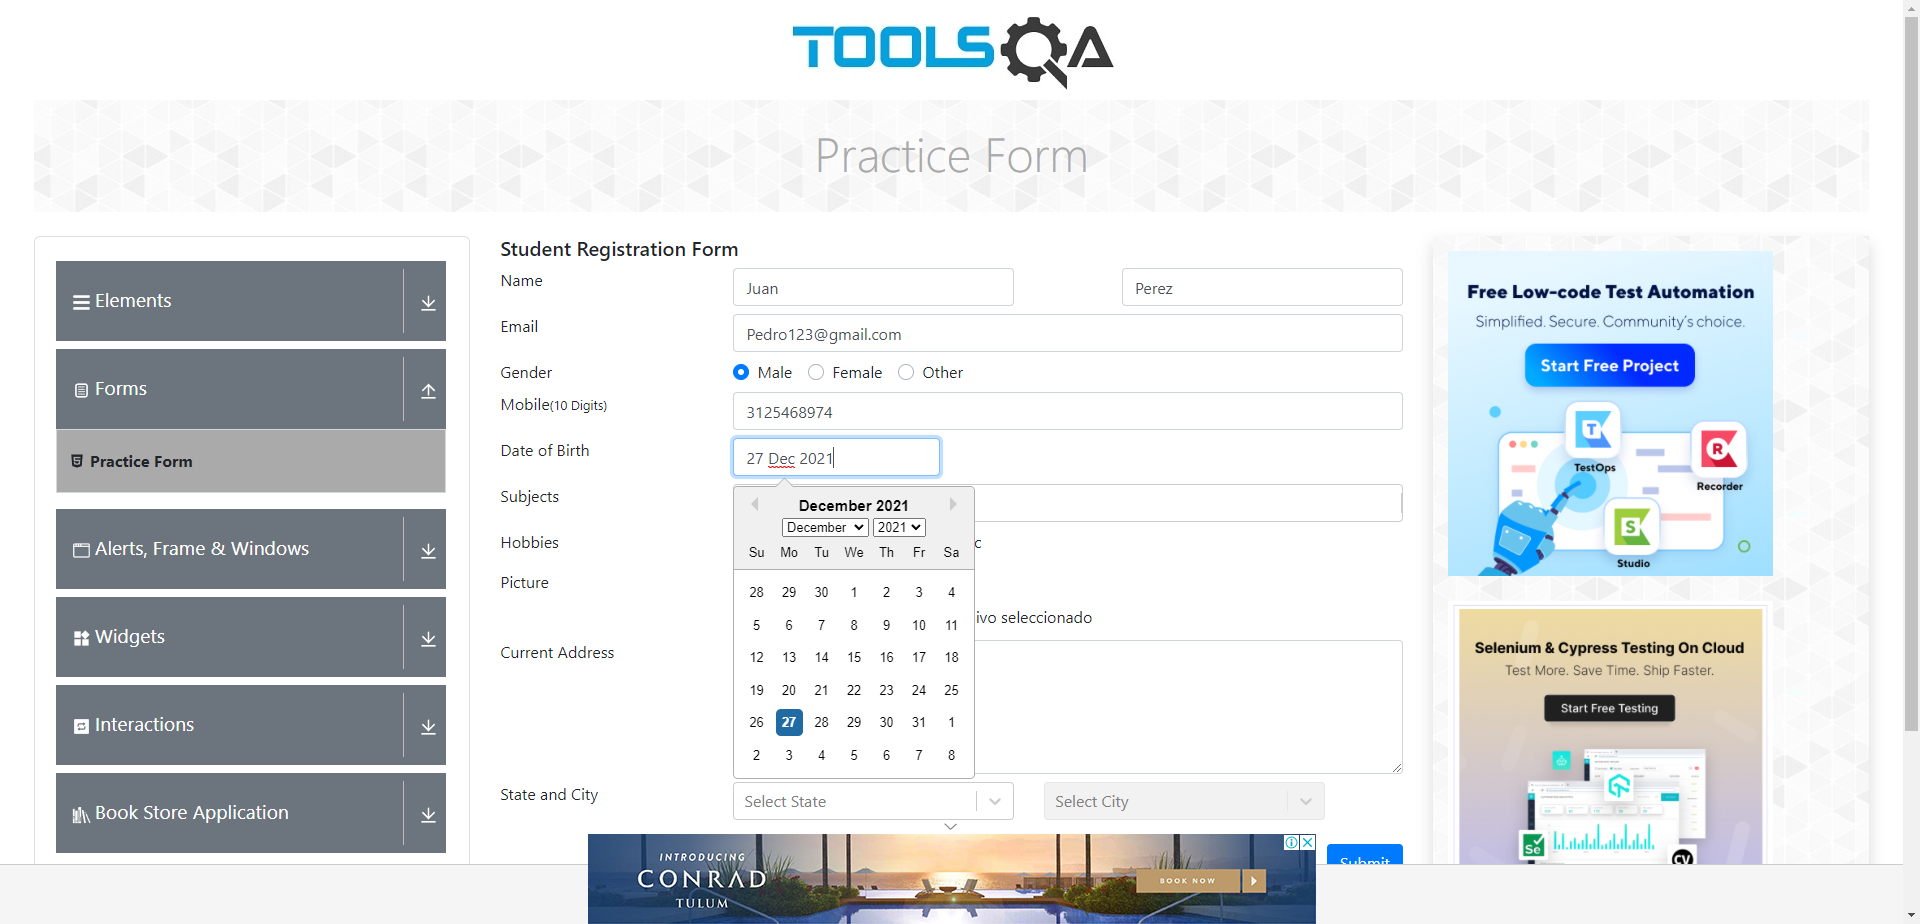 TOOLSQA
Practice Form
Elements
Forms
Practice Form
Alerts, Frame & Windows
Widgets
Interactions
Book Store Application
Student Registration Form
Name
Juan
Perez
Email
Pedro123@gmail.com
Gender
Male
Female
Other
Mobile(10 Digits)
3125468974
Date of Birth
27 Dec 2021
Subjects
December 2021
December 2021
Su Mo Tu We Th Fr Sa
28 29 30 1 2 3 4
5 6 7 8 9 10 11
12 13 14 15 16 17 18
19 20 21 22 23 24 25
26 27 28 29 30 31 1
2 3 4 5 6 7 8
Hobbies
c
Picture
ivo seleccionado
Current Address
State and City
Select State
Select City
Submit
Free Low-code Test Automation
Simplified. Secure. Community's choice.
Start Free Project
TestOps
Recorder
Studio
Selenium & Cypress Testing On Cloud
Test More. Save Time. Ship Faster.
Start Free Testing
Se
CV
INTRODUCING
CONRAD
TULUM
BOOK NOW